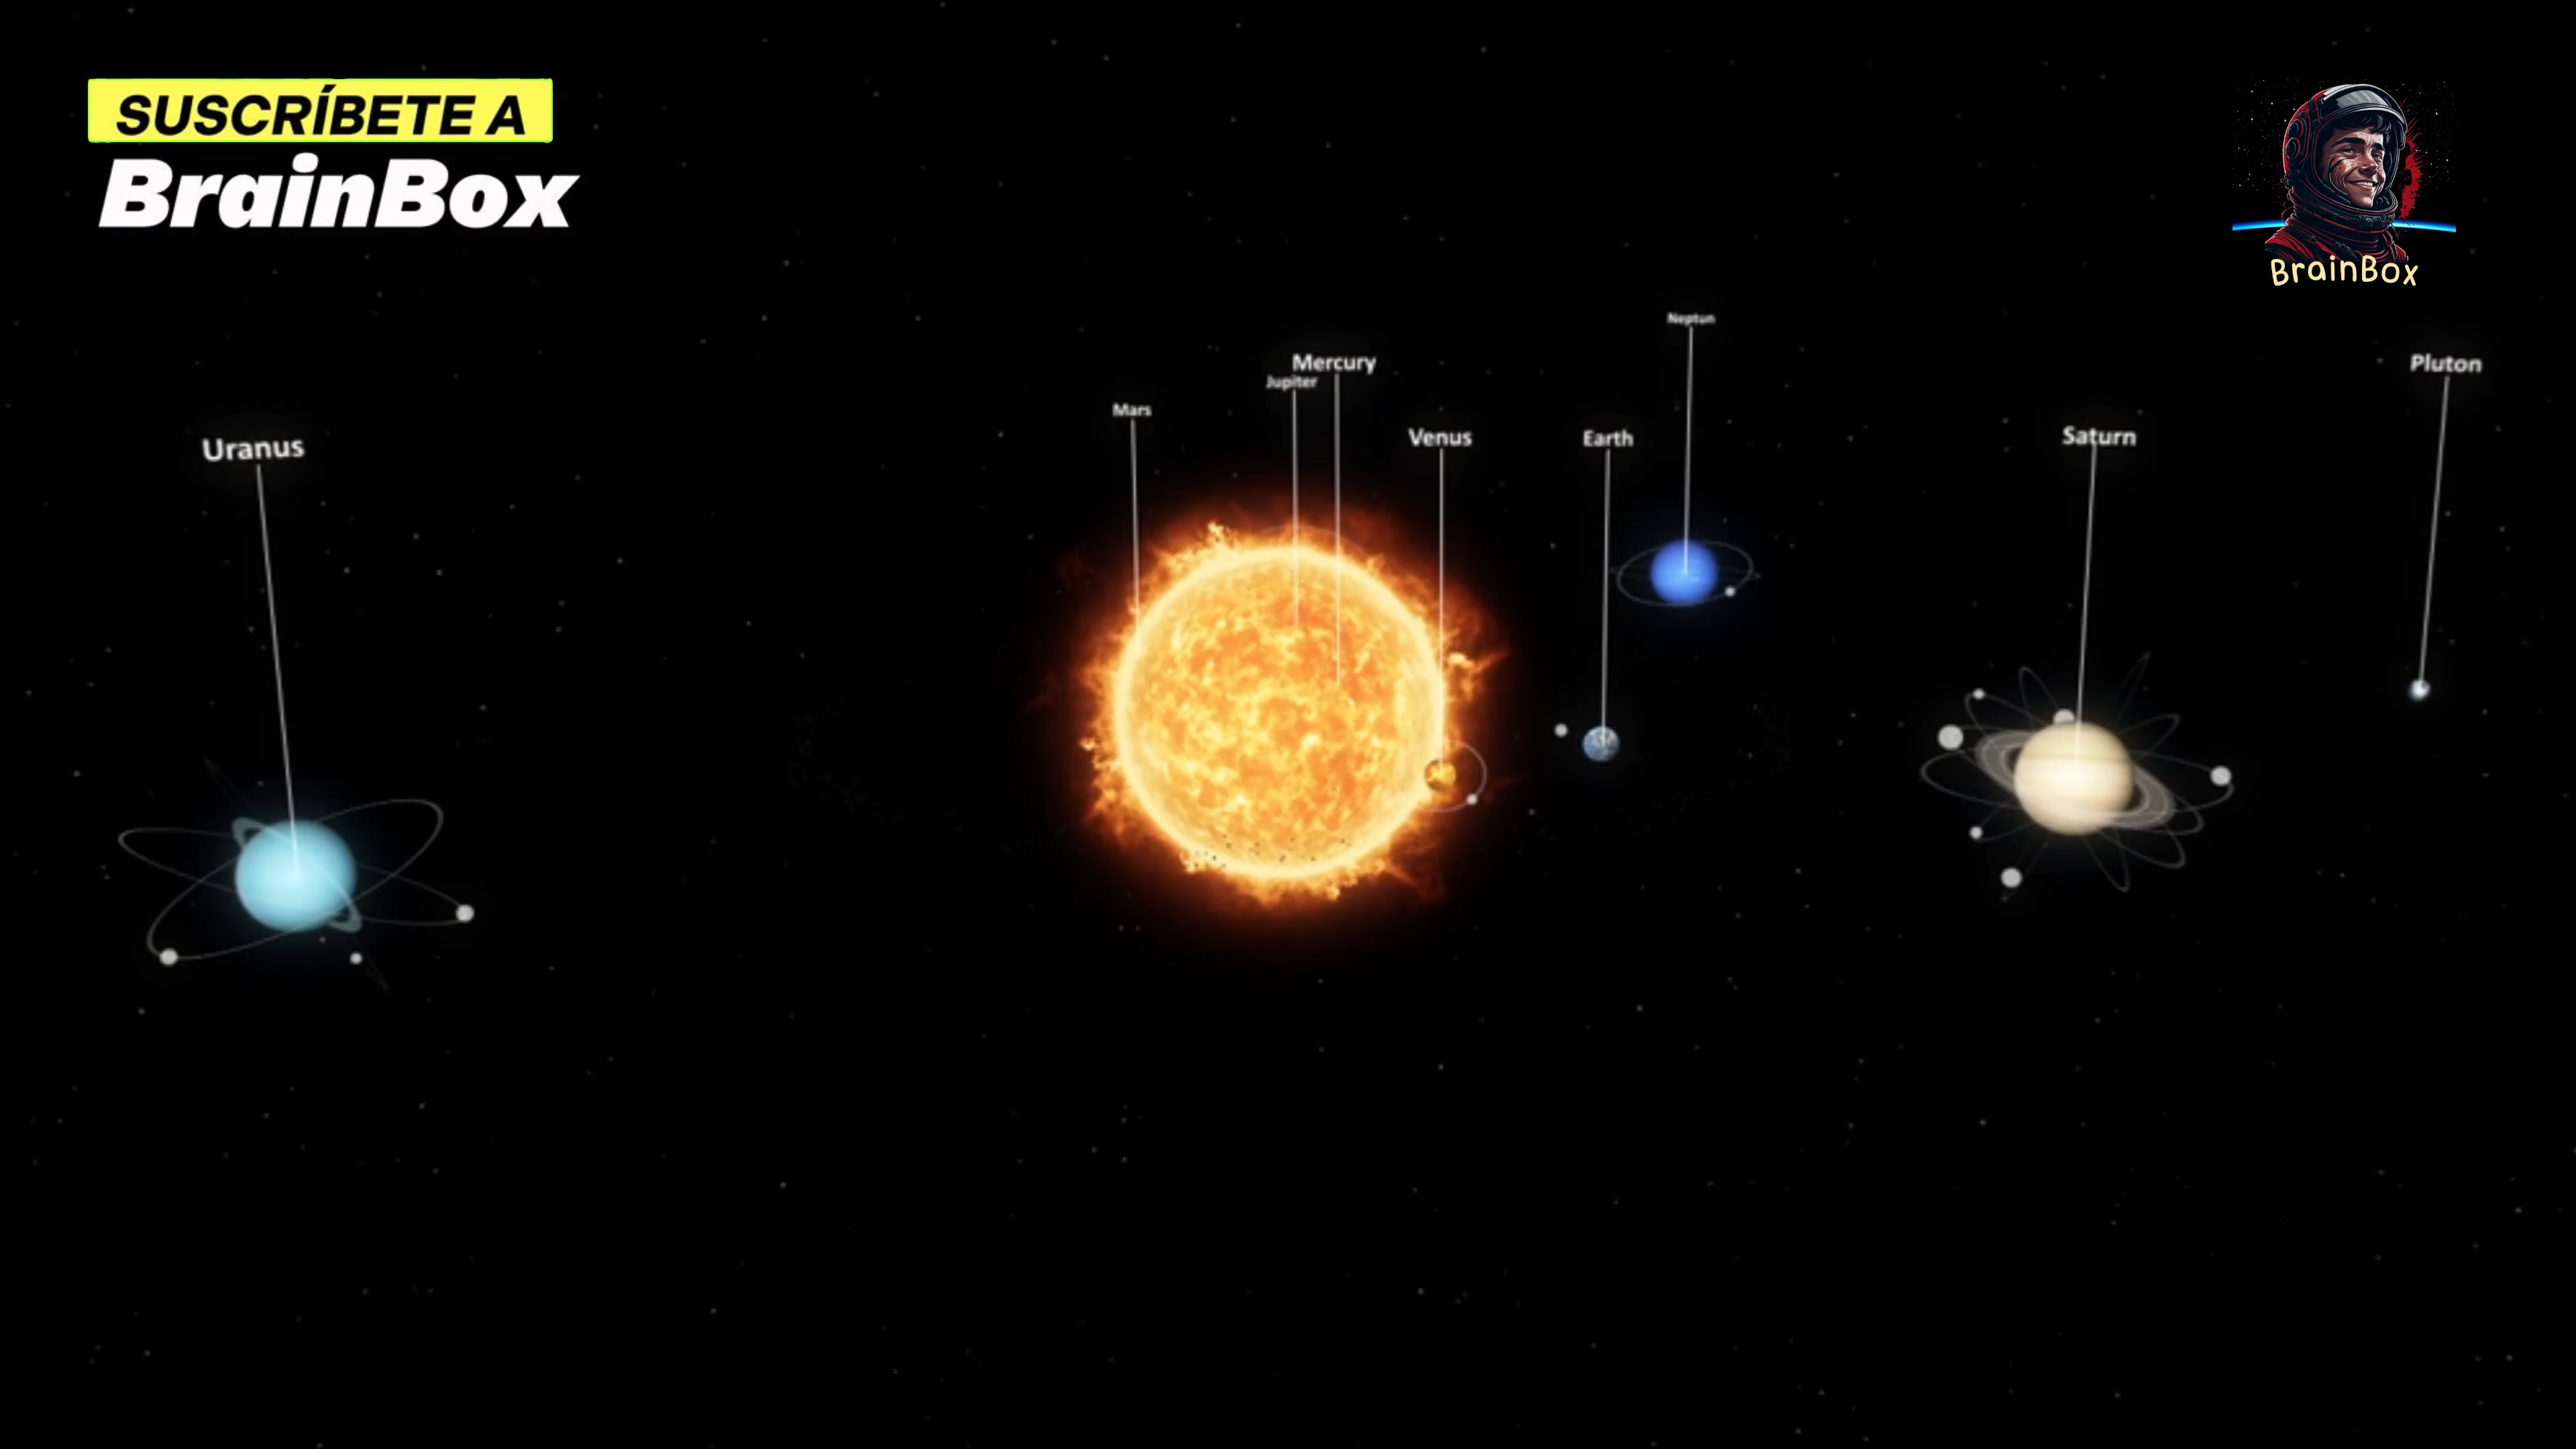 SUSCRÍBETE A
BrainBox
BrainBox
Neptun
Mercury
Jupiter
Pluton
Mars
Venus
Earth
Saturn
Uranus